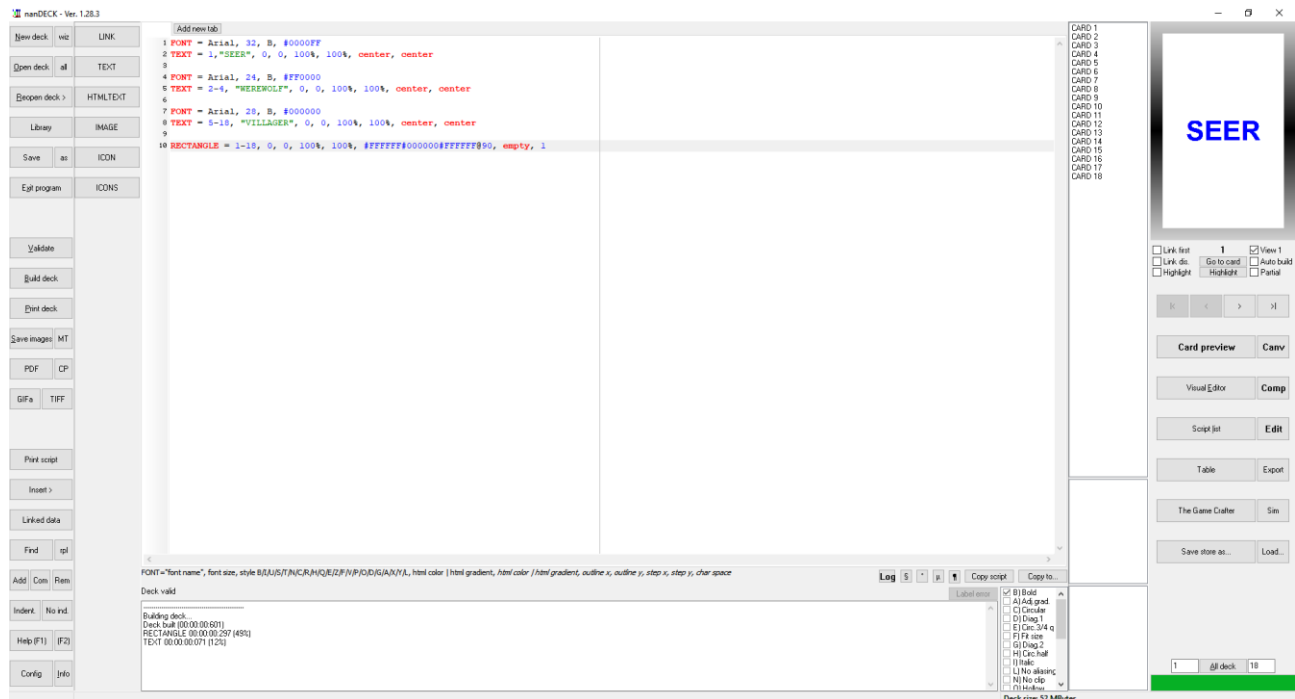 nanDECK - Ver. 1.28.3
New deck wiz LINK
Open deck all TEXT
Reopen deck > HTMLTEXT
Library IMAGE
Save as ICON
Exit program ICONS
Validate
Build deck
Print deck
Save images MT
PDF CP
GIFa TIFF
Print script
Insert >
Linked data
Find rpl
Add Com Rem
Indent. No ind.
Help (F1) (F2)
Config Info
Add new tab
1 FONT = Arial, 32, B, #0000FF
2 TEXT = 1,"SEER", 0, 0, 100%, 100%, center, center
3
4 FONT = Arial, 24, B, #FF0000
5 TEXT = 2-4, "WEREWOLF", 0, 0, 100%, 100%, center, center
6
7 FONT = Arial, 28, B, #000000
8 TEXT = 5-18, "VILLAGER", 0, 0, 100%, 100%, center, center
9
10 RECTANGLE = 1-18, 0, 0, 100%, 100%, #FFFFFF#000000#FFFFFF@90, empty, 1
FONT="font name", font size, style B/I/U/S/T/N/C/R/H/Q/E/Z/F/V/P/O/D/G/A/X/Y/L, html color | html gradient, html color / html gradient, outline x, outline y, step x, step y, char space
Log § ° µ ¶ Copy script Copy to...
Deck valid
Label error
Building deck...
Deck built (00:00:00:601)
RECTANGLE 00:00:00:297 (49%)
TEXT 00:00:00:071 (12%)
B) Bold
A) Adj.grad.
C) Circular
D) Diag.1
E) Circ.3/4 q
F) Fit size
G) Diag.2
H) Circ.half
I) Italic
L) No aliasing
N) No clip
O) Hollow
Deck size: 52 MBytes
CARD 1
CARD 2
CARD 3
CARD 4
CARD 5
CARD 6
CARD 7
CARD 8
CARD 9
CARD 10
CARD 11
CARD 12
CARD 13
CARD 14
CARD 15
CARD 16
CARD 17
CARD 18
SEER
Link first 1 View 1
Link dis. Go to card Auto build
Highlight Highlight Partial
Card preview Canv
Visual Editor Comp
Script list Edit
Table Export
The Game Crafter Sim
Save store as... Load...
1 All deck 18